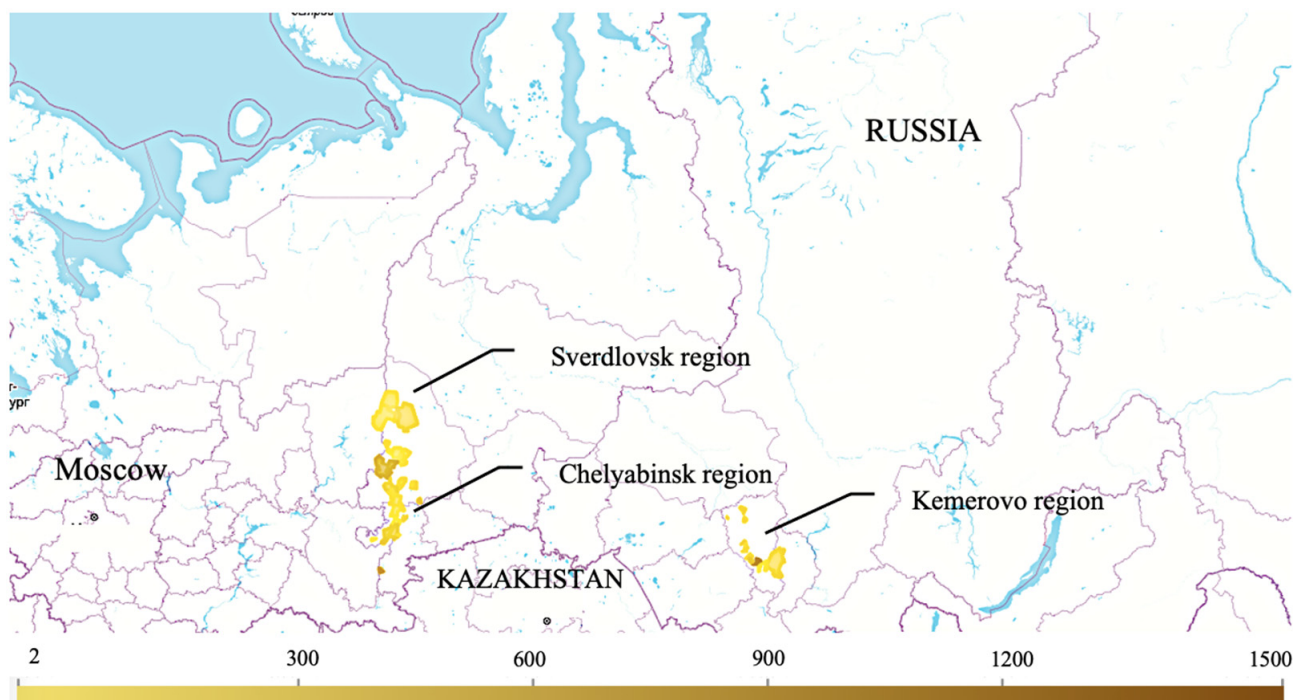 RUSSIA
Sverdlovsk region
Moscow
Chelyabinsk region
Kemerovo region
KAZAKHSTAN
2 300 600 900 1200 1500